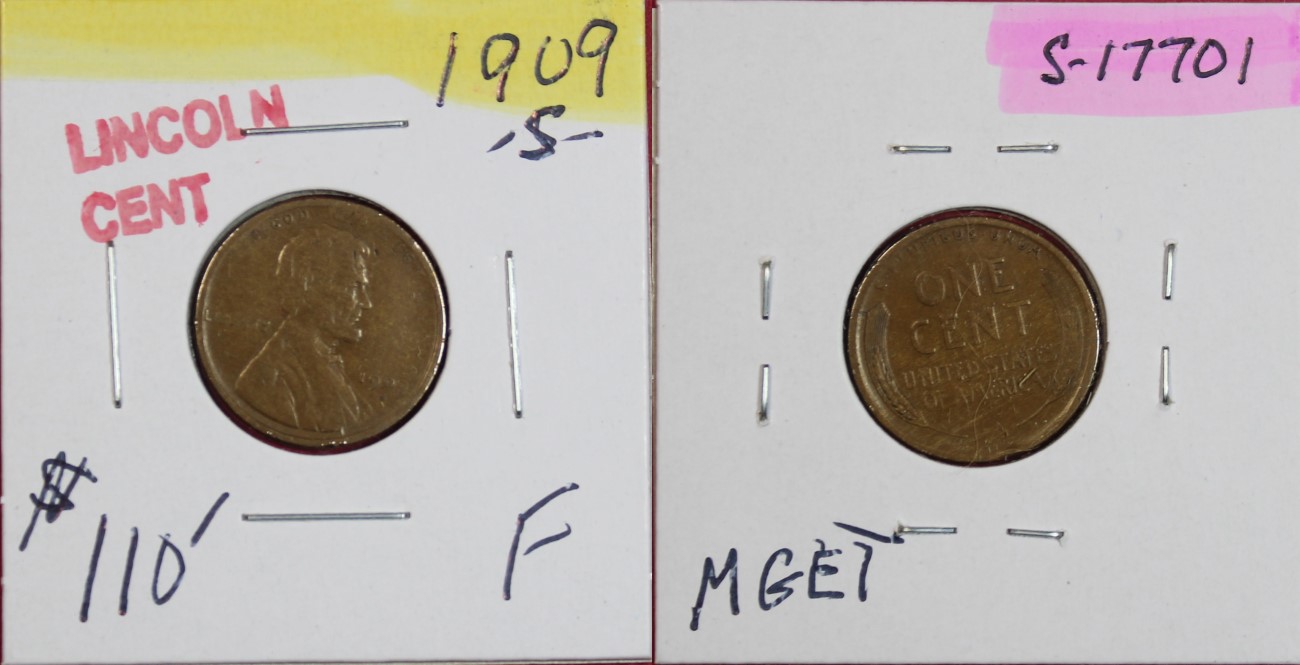 1909
-S-
LINCOLN
CENT
$110
F
S-17701
ONE
CENT
UNITED STATES
OF AMERICA
MGET